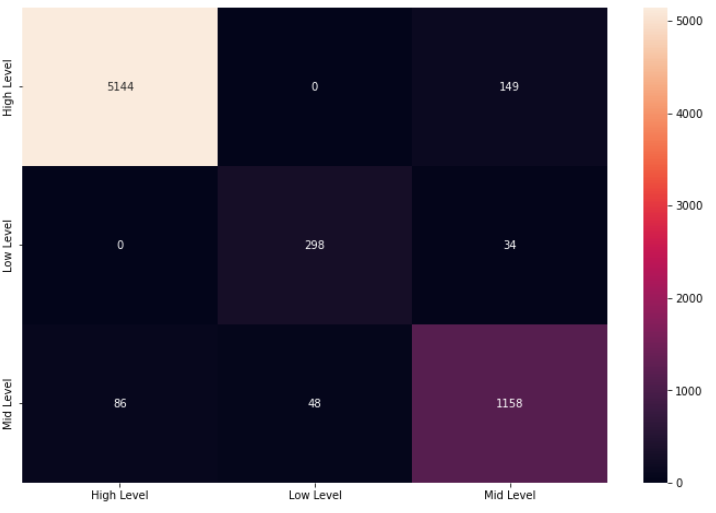 High Level 5144 0 149
Low Level 0 298 34
Mid Level 86 48 1158
High Level Low Level Mid Level
5000
4000
3000
2000
1000
0